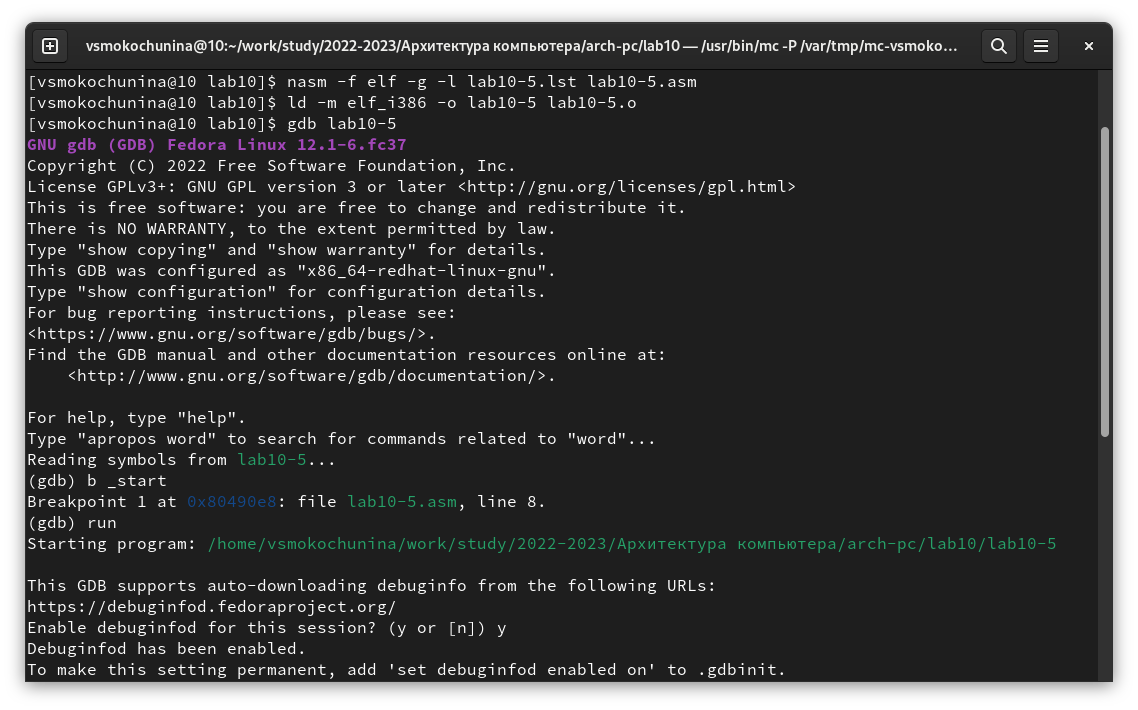 vsmokochunina@10:~/work/study/2022-2023/Архитектура компьютера/arch-pc/lab10 — /usr/bin/mc -P /var/tmp/mc-vsmoko…
[vsmokochunina@10 lab10]$ nasm -f elf -g -l lab10-5.lst lab10-5.asm
[vsmokochunina@10 lab10]$ ld -m elf_i386 -o lab10-5 lab10-5.o
[vsmokochunina@10 lab10]$ gdb lab10-5
GNU gdb (GDB) Fedora Linux 12.1-6.fc37
Copyright (C) 2022 Free Software Foundation, Inc.
License GPLv3+: GNU GPL version 3 or later <http://gnu.org/licenses/gpl.html>
This is free software: you are free to change and redistribute it.
There is NO WARRANTY, to the extent permitted by law.
Type "show copying" and "show warranty" for details.
This GDB was configured as "x86_64-redhat-linux-gnu".
Type "show configuration" for configuration details.
For bug reporting instructions, please see:
<https://www.gnu.org/software/gdb/bugs/>.
Find the GDB manual and other documentation resources online at:
    <http://www.gnu.org/software/gdb/documentation/>.

For help, type "help".
Type "apropos word" to search for commands related to "word"...
Reading symbols from lab10-5...
(gdb) b _start
Breakpoint 1 at 0x80490e8: file lab10-5.asm, line 8.
(gdb) run
Starting program: /home/vsmokochunina/work/study/2022-2023/Архитектура компьютера/arch-pc/lab10/lab10-5

This GDB supports auto-downloading debuginfo from the following URLs:
https://debuginfod.fedoraproject.org/
Enable debuginfod for this session? (y or [n]) y
Debuginfod has been enabled.
To make this setting permanent, add 'set debuginfod enabled on' to .gdbinit.